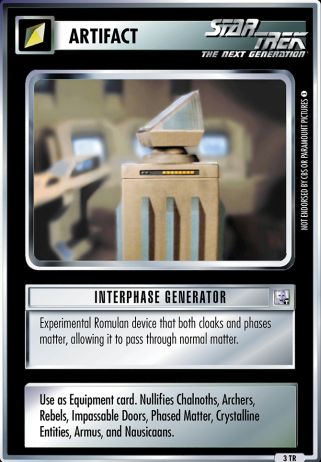 ARTIFACT
STAR TREK
THE NEXT GENERATION
NOT ENDORSED BY CBS OR PARAMOUNT PICTURES
INTERPHASE GENERATOR
Experimental Romulan device that both cloaks and phases
matter, allowing it to pass through normal matter.
Use as Equipment card. Nullifies Chalnoths, Archers,
Rebels, Impassable Doors, Phased Matter, Crystalline
Entities, Armus, and Nausicaans.
3 TR